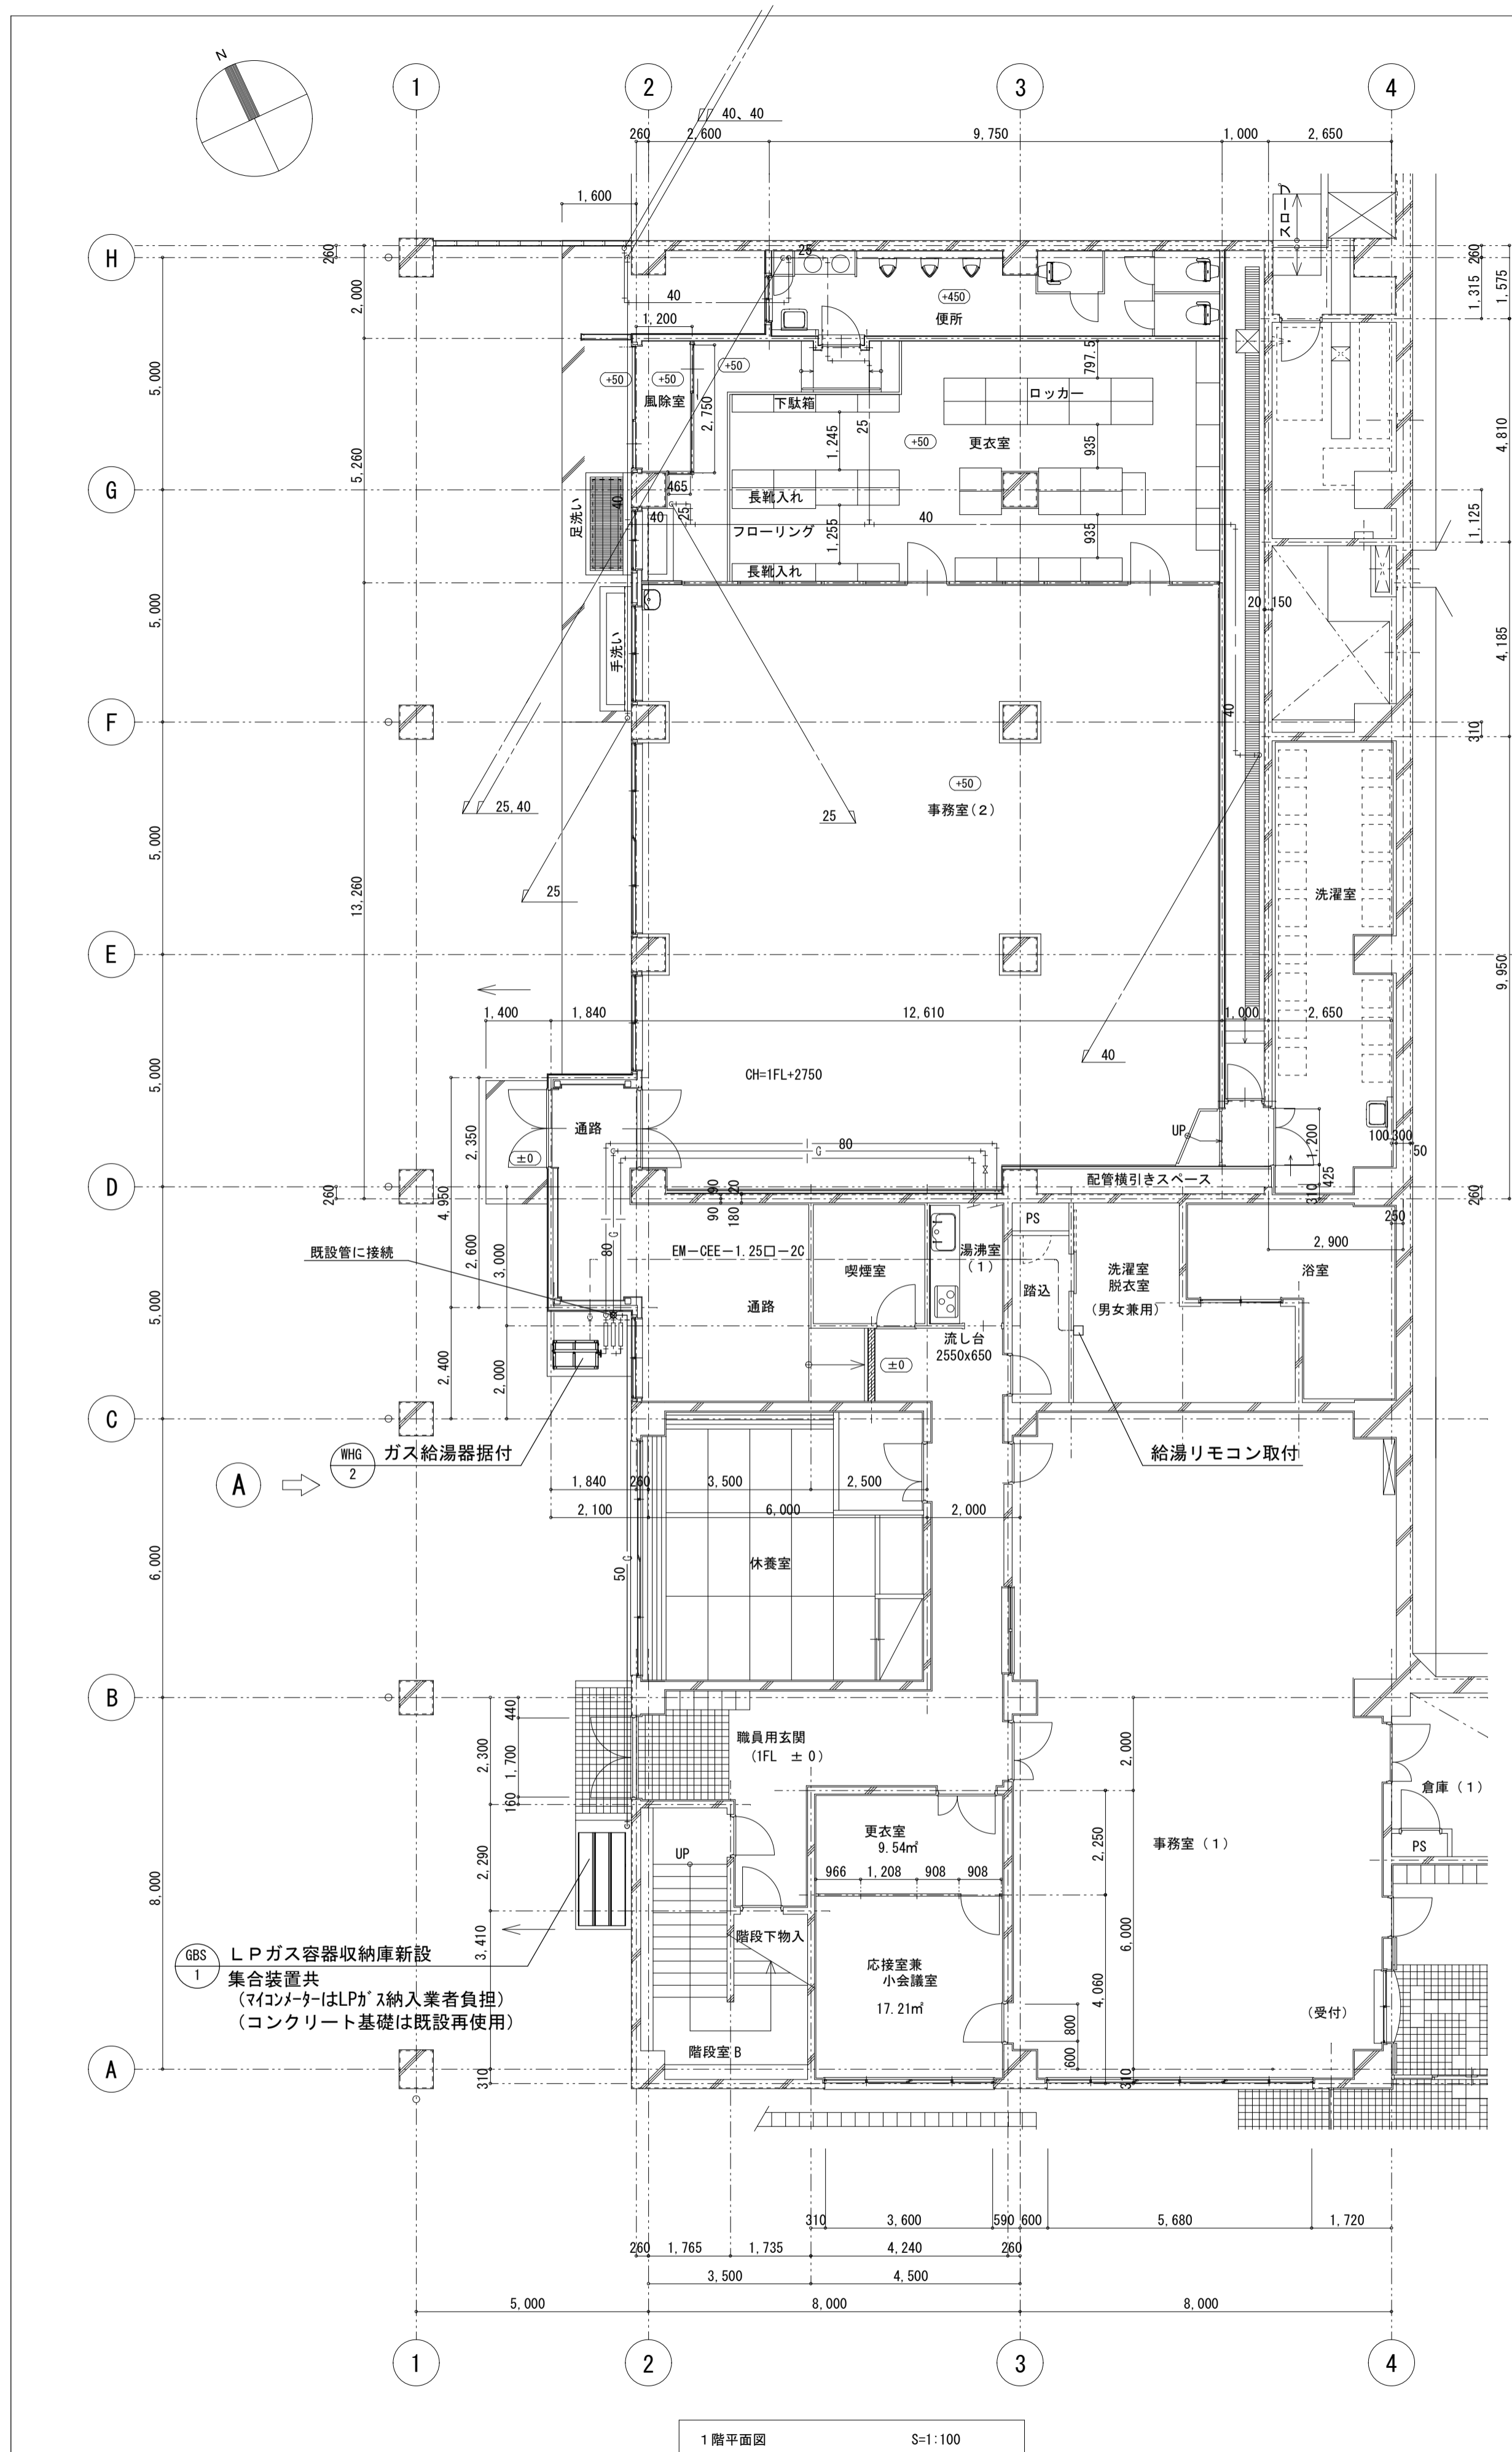 N
1
2
3
4
40、40
260
2,600
9,750
1,000
2,650
1,600
スロープ
H
260
2,000
25
+450
便所
40
1,200
260
1,315
1,575
5,000
+50
+50
+50
風除室
2,750
下駄箱
797.5
ロッカー
1,245
25
+50
更衣室
935
4,810
5,260
G
足洗い
40
465
長靴入れ
40
25
40
フローリング
1,255
935
1,125
長靴入れ
5,000
手洗い
20
150
4,185
F
40
310
25,40
25
+50
事務室(2)
5,000
13,260
25
洗濯室
E
9,950
1,400
1,840
12,610
1,000
2,650
40
5,000
CH=1FL+2750
通路
±0
2,350
80
G
UP
1,200
100
300
50
D
260
4,950
90
20
90
180
配管横引きスペース
310
425
260
250
既設管に接続
2,600
3,000
80
G
EM-CEE-1.25□-2C
喫煙室
湯沸室
(1)
PS
踏込
洗濯室
脱衣室
(男女兼用)
2,900
浴室
5,000
通路
流し台
2550x650
±0
2,400
2,000
C
WHG
2
ガス給湯器据付
給湯リモコン取付
A
1,840
260
3,500
2,500
2,100
6,000
2,000
6,000
50
G
休養室
B
440
2,300
1,700
160
職員用玄関
(1FL ±0)
2,000
倉庫(1)
更衣室
9.54㎡
2,250
事務室(1)
PS
UP
966
1,208
908
908
2,290
8,000
3,410
階段下物入
6,000
GBS
1
LPガス容器収納庫新設
集合装置共
(マイコンメーターはLPガス納入業者負担)
(コンクリート基礎は既設再使用)
応接室兼
小会議室
17.21㎡
4,060
(受付)
800
階段室B
600
A
310
310
310
3,600
590
600
5,680
1,720
260
1,765
1,735
4,240
260
3,500
4,500
5,000
8,000
8,000
1
2
3
4
1階平面図 S=1:100